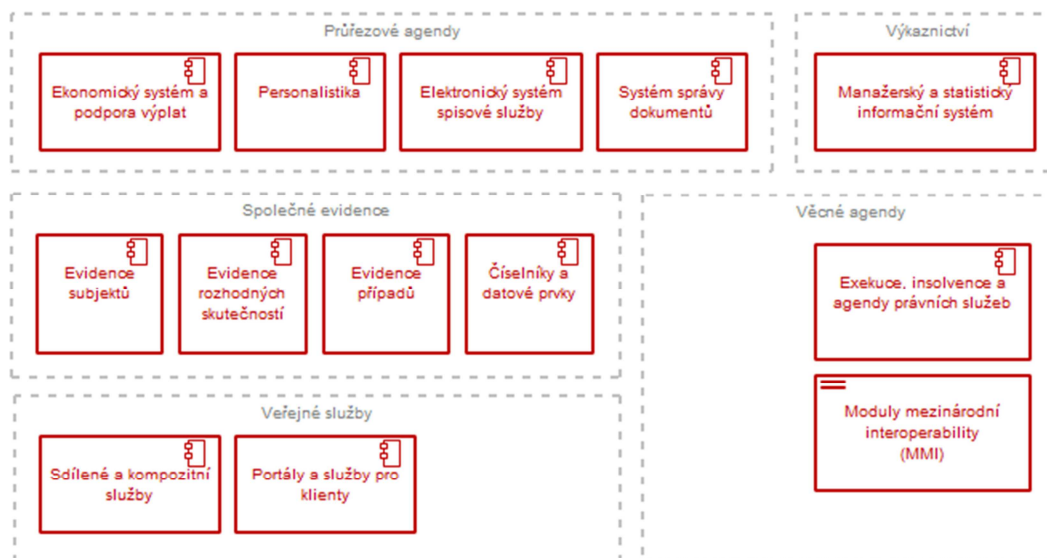 Průřezové agendy
Ekonomický systém a
podpora výplat
Personalistika
Elektronický systém
spisové služby
Systém správy
dokumentů
Výkaznictví
Manažerský a statistický
informační systém
Společné evidence
Evidence
subjektů
Evidence
rozhodných
skutečností
Evidence
případů
Číselníky a
datové prvky
Věcné agendy
Exekuce, insolvence a
agendy právních služeb
Moduly mezinárodní
interoperability
(MMI)
Veřejné služby
Sdílené a kompozitní
služby
Portály a služby pro
klienty